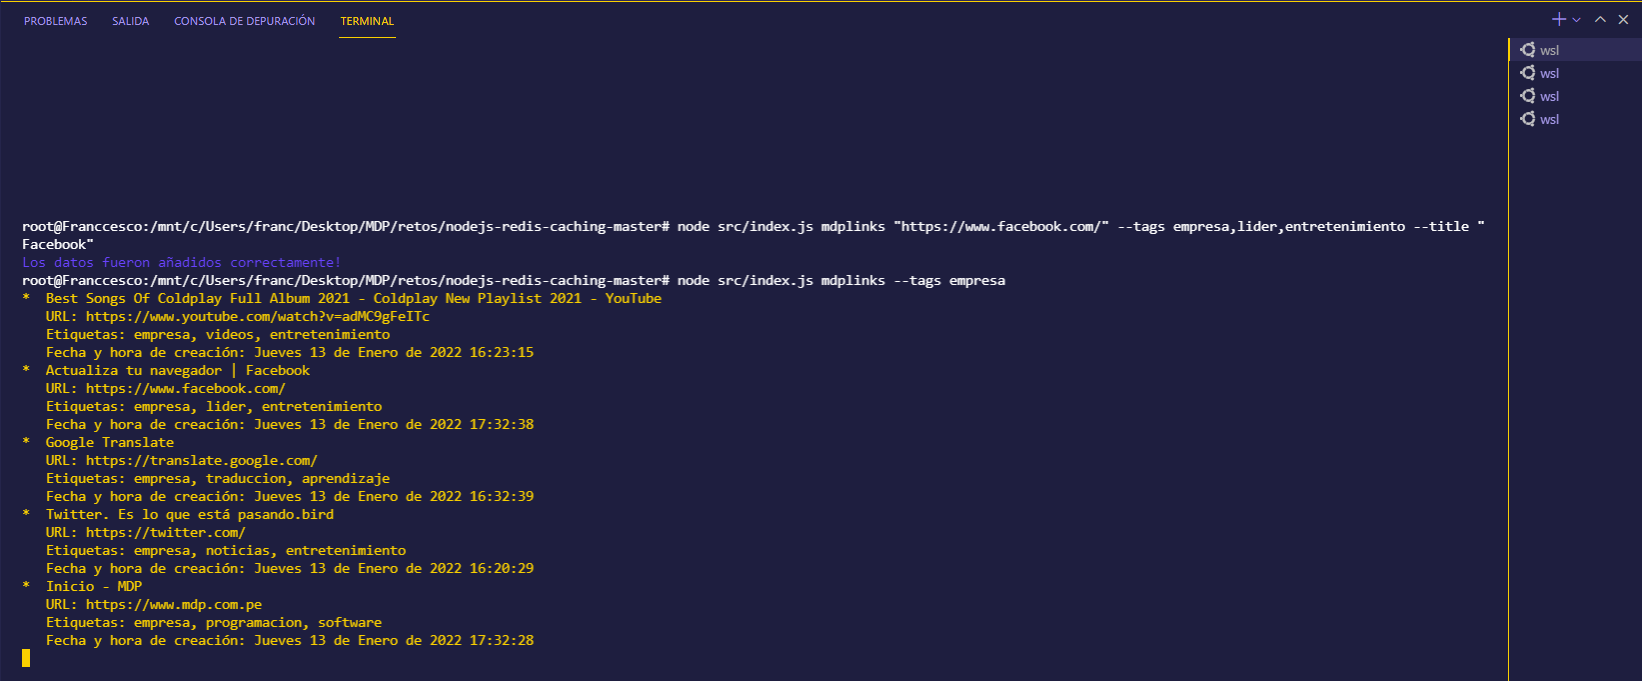 PROBLEMAS SALIDA CONSOLA DE DEPURACIÓN TERMINAL
wsl
wsl
wsl
wsl
root@Franccesco:/mnt/c/Users/franc/Desktop/MDP/retos/nodejs-redis-caching-master# node src/index.js mdplinks "https://www.facebook.com/" --tags empresa,lider,entretenimiento --title "
Facebook"
Los datos fueron añadidos correctamente!
root@Franccesco:/mnt/c/Users/franc/Desktop/MDP/retos/nodejs-redis-caching-master# node src/index.js mdplinks --tags empresa
* Best Songs Of Coldplay Full Album 2021 - Coldplay New Playlist 2021 - YouTube
URL: https://www.youtube.com/watch?v=adMC9gFeITc
Etiquetas: empresa, videos, entretenimiento
Fecha y hora de creación: Jueves 13 de Enero de 2022 16:23:15
* Actualiza tu navegador | Facebook
URL: https://www.facebook.com/
Etiquetas: empresa, lider, entretenimiento
Fecha y hora de creación: Jueves 13 de Enero de 2022 17:32:38
* Google Translate
URL: https://translate.google.com/
Etiquetas: empresa, traduccion, aprendizaje
Fecha y hora de creación: Jueves 13 de Enero de 2022 16:32:39
* Twitter. Es lo que está pasando.bird
URL: https://twitter.com/
Etiquetas: empresa, noticias, entretenimiento
Fecha y hora de creación: Jueves 13 de Enero de 2022 16:20:29
* Inicio - MDP
URL: https://www.mdp.com.pe
Etiquetas: empresa, programacion, software
Fecha y hora de creación: Jueves 13 de Enero de 2022 17:32:28